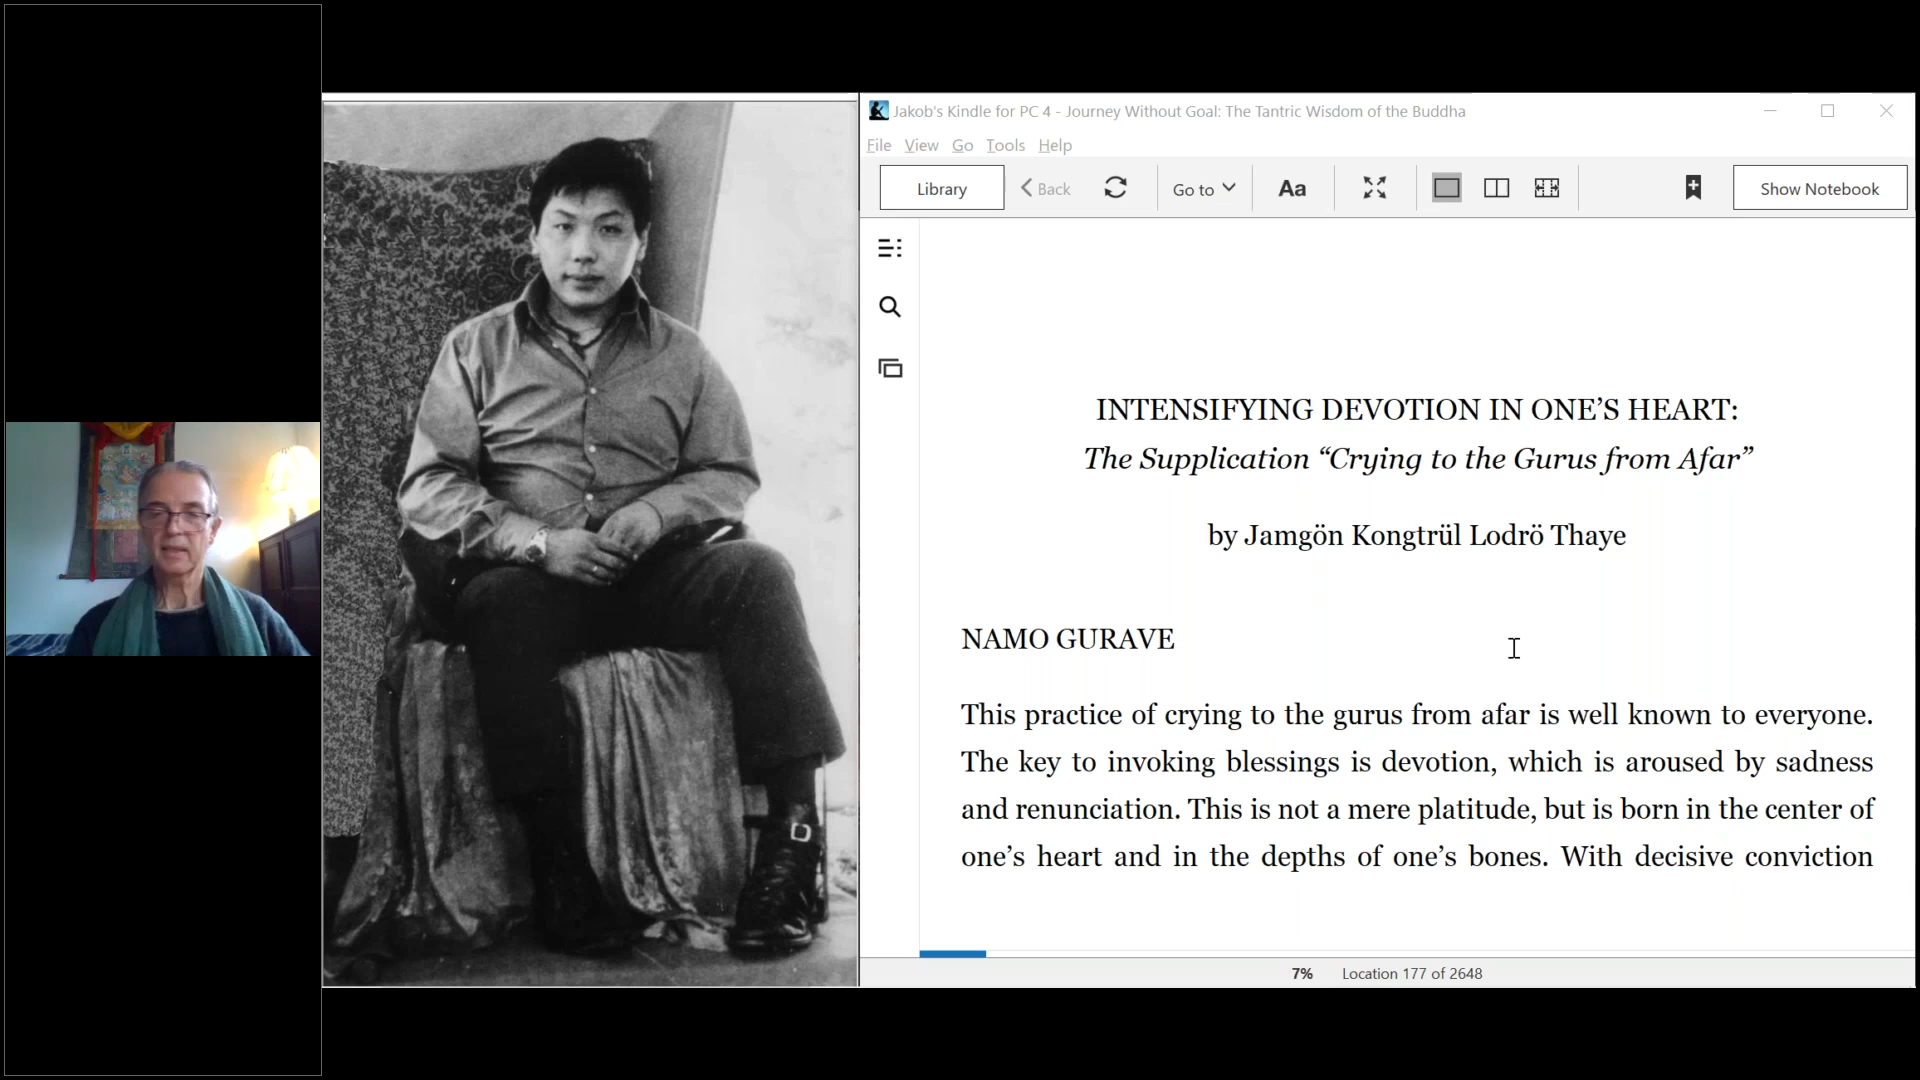 Jakob's Kindle for PC 4 - Journey Without Goal: The Tantric Wisdom of the Buddha
File View Go Tools Help
Library Back Go to Aa Show Notebook
INTENSIFYING DEVOTION IN ONE’S HEART:
The Supplication “Crying to the Gurus from Afar”
by Jamgön Kongtrül Lodrö Thaye
NAMO GURAVE
This practice of crying to the gurus from afar is well known to everyone.
The key to invoking blessings is devotion, which is aroused by sadness
and renunciation. This is not a mere platitude, but is born in the center of
one’s heart and in the depths of one’s bones. With decisive conviction
7% Location 177 of 2648